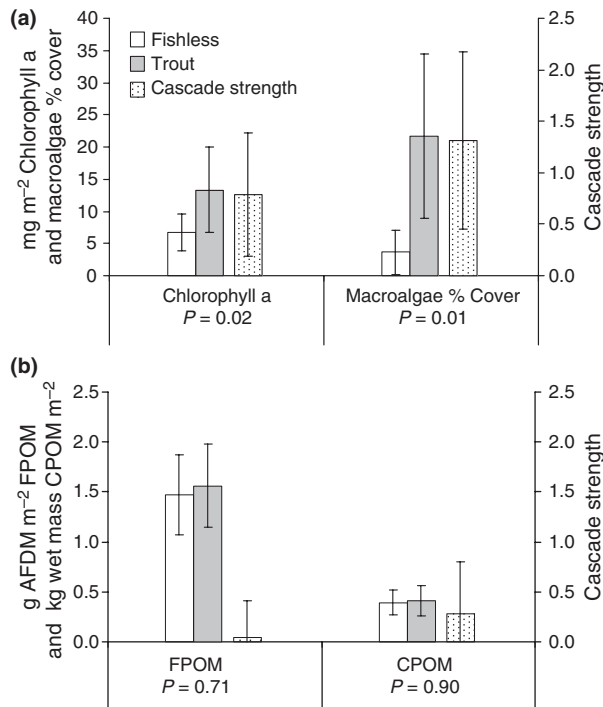 (a)
40
35
30
25
20
15
10
5
0
mg m⁻² Chlorophyll a
and macroalgae % cover
Fishless
Trout
Cascade strength
2.5
2.0
1.5
1.0
0.5
0.0
Cascade strength
Chlorophyll a
P = 0.02
Macroalgae % Cover
P = 0.01
(b)
2.5
2.0
1.5
1.0
0.5
0.0
g AFDM m⁻² FPOM
and kg wet mass CPOM m⁻²
2.5
2.0
1.5
1.0
0.5
0.0
Cascade strength
FPOM
P = 0.71
CPOM
P = 0.90